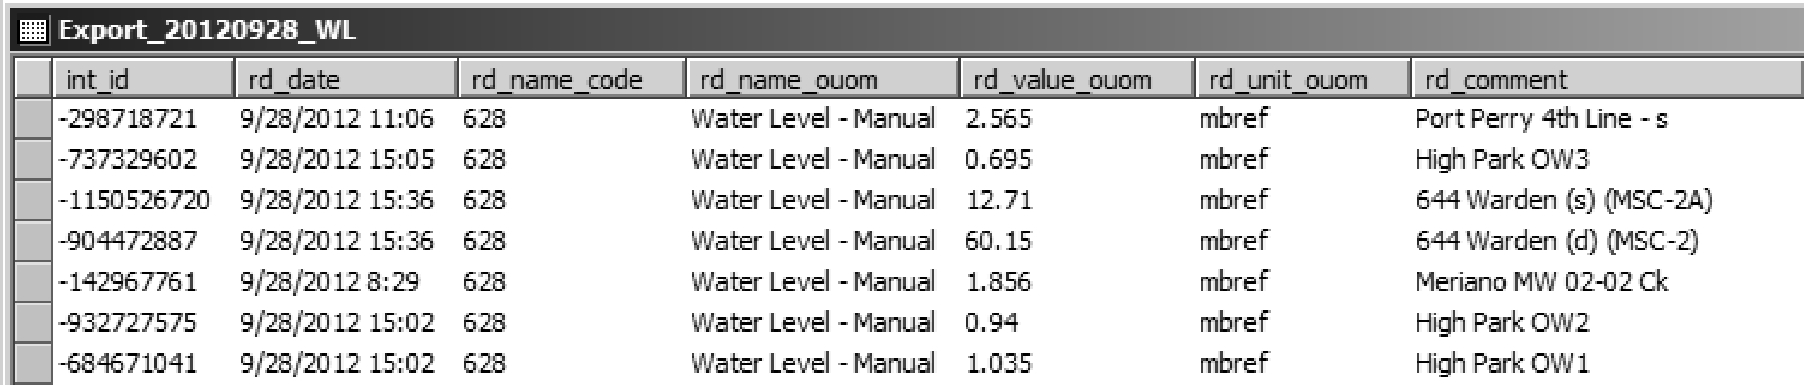 Export_20120928_WL
int_id rd_date rd_name_code rd_name_ouom rd_value_ouom rd_unit_ouom rd_comment
-298718721 9/28/2012 11:06 628 Water Level - Manual 2.565 mbref Port Perry 4th Line - s
-737329602 9/28/2012 15:05 628 Water Level - Manual 0.695 mbref High Park OW3
-1150526720 9/28/2012 15:36 628 Water Level - Manual 12.71 mbref 644 Warden (s) (MSC-2A)
-904472887 9/28/2012 15:36 628 Water Level - Manual 60.15 mbref 644 Warden (d) (MSC-2)
-142967761 9/28/2012 8:29 628 Water Level - Manual 1.856 mbref Meriano MW 02-02 Ck
-932727575 9/28/2012 15:02 628 Water Level - Manual 0.94 mbref High Park OW2
-684671041 9/28/2012 15:02 628 Water Level - Manual 1.035 mbref High Park OW1